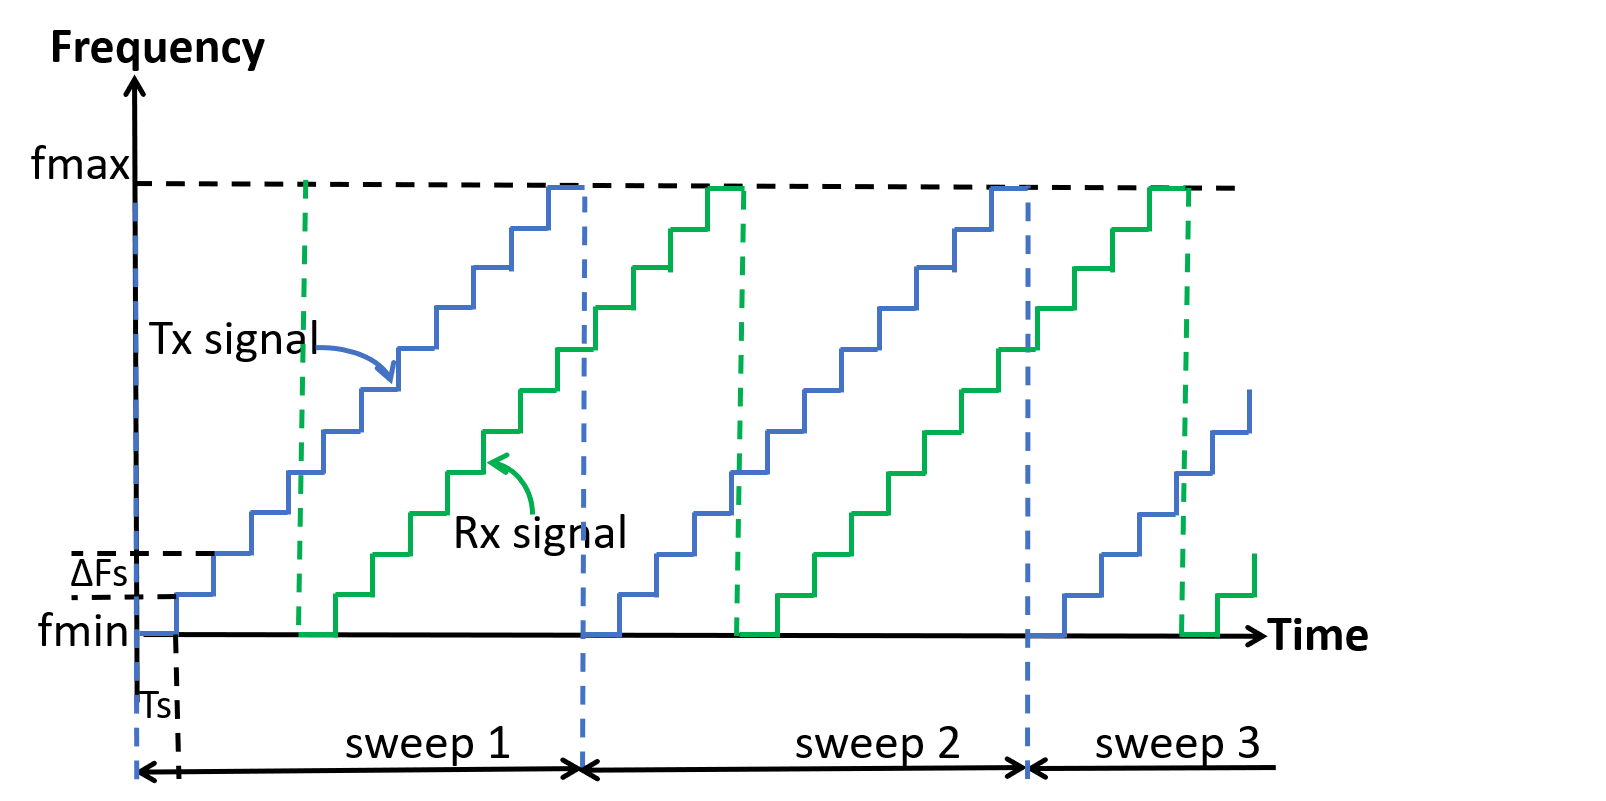 Frequency
fmax
Tx signal
Rx signal
ΔFs
fmin
Time
Ts
sweep 1
sweep 2
sweep 3